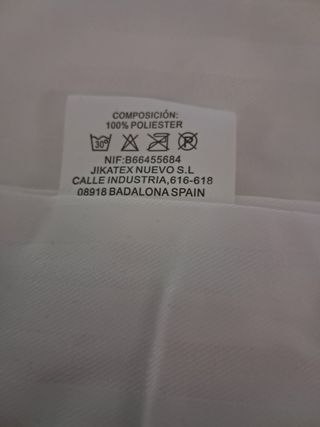 COMPOSICIÓN:
100% POLIESTER
30°
NIF:B66455684
JIKATEX NUEVO S.L
CALLE INDUSTRIA,616-618
08918 BADALONA SPAIN